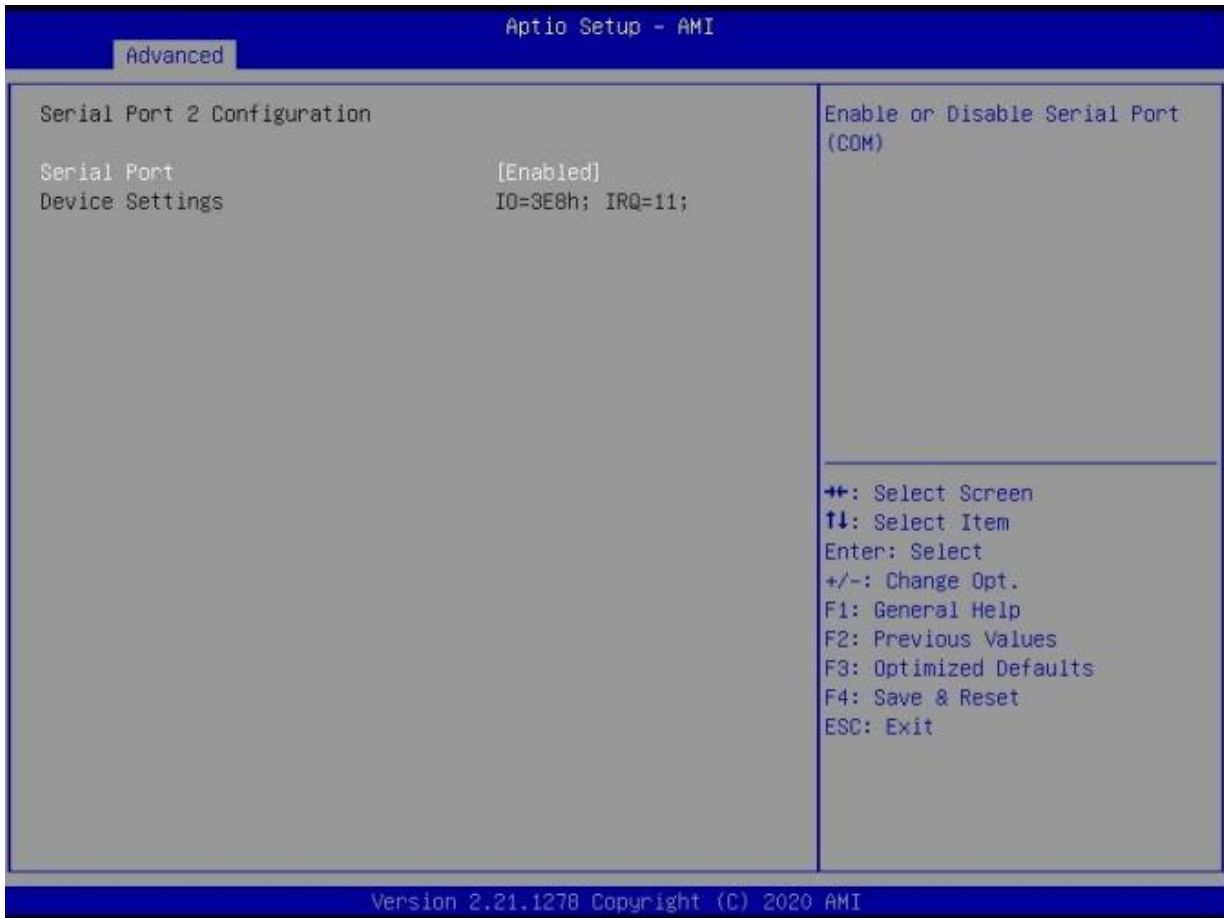 Aptio Setup – AMI
Advanced
Serial Port 2 Configuration
Serial Port [Enabled]
Device Settings IO=3E8h; IRQ=11;
Enable or Disable Serial Port
(COM)
→←: Select Screen
↑↓: Select Item
Enter: Select
+/-: Change Opt.
F1: General Help
F2: Previous Values
F3: Optimized Defaults
F4: Save & Reset
ESC: Exit
Version 2.21.1278 Copyright (C) 2020 AMI